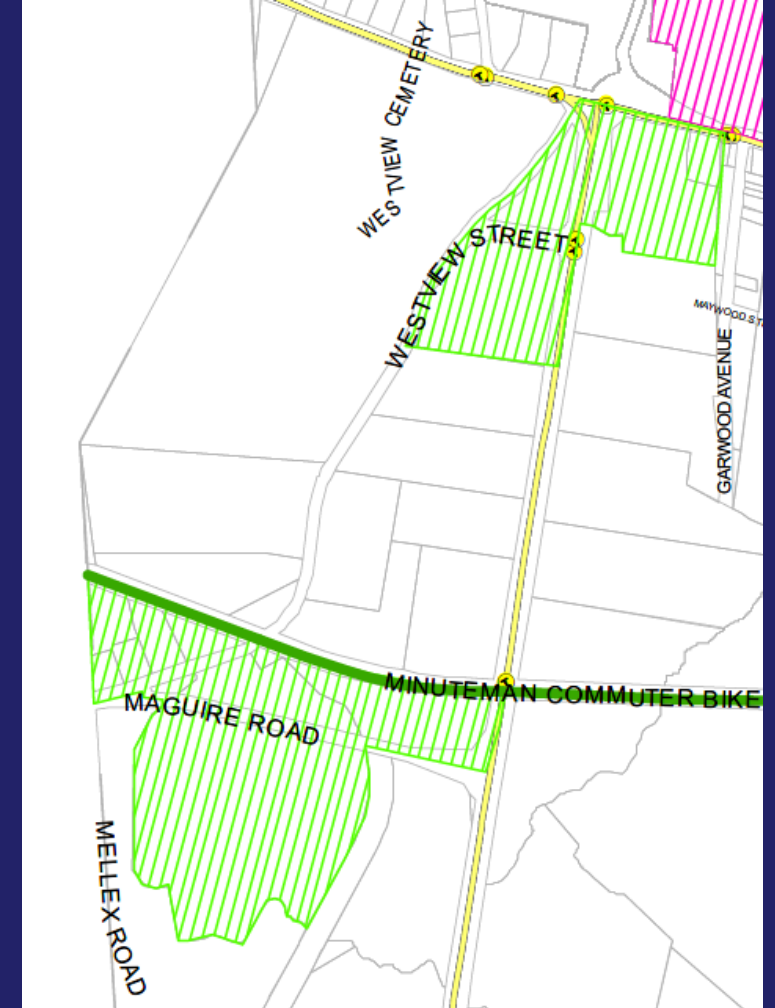 WESTVIEW CEMETERY
WESTVIEW STREET
MAYWOOD ST
GARWOOD AVENUE
MINUTEMAN COMMUTER BIKE
MAGUIRE ROAD
MELLEX ROAD